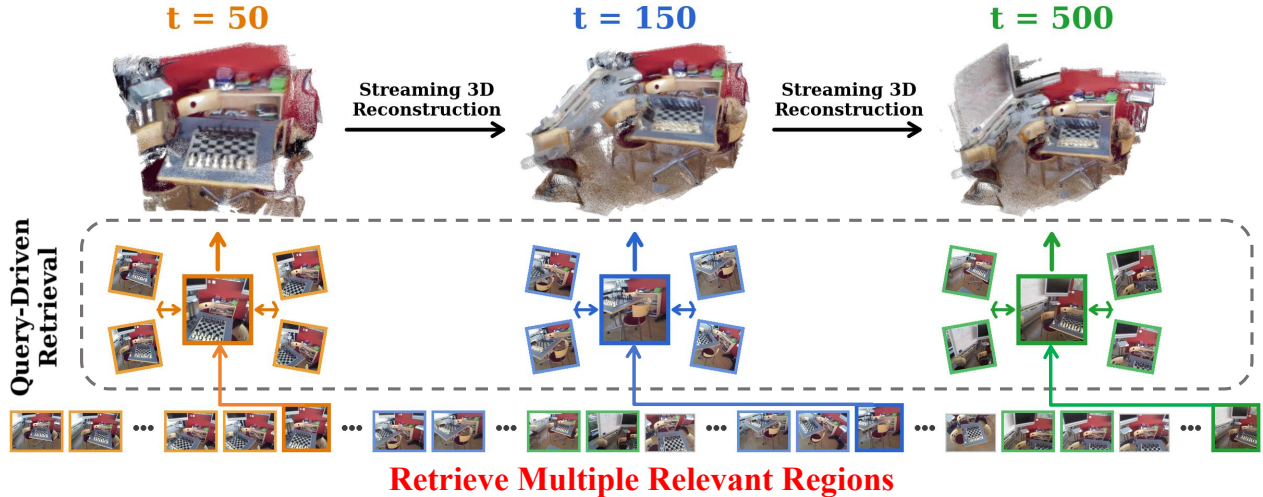 t = 50
t = 150
t = 500
Streaming 3D
Reconstruction
Streaming 3D
Reconstruction
Query-Driven
Retrieval
Retrieve Multiple Relevant Regions